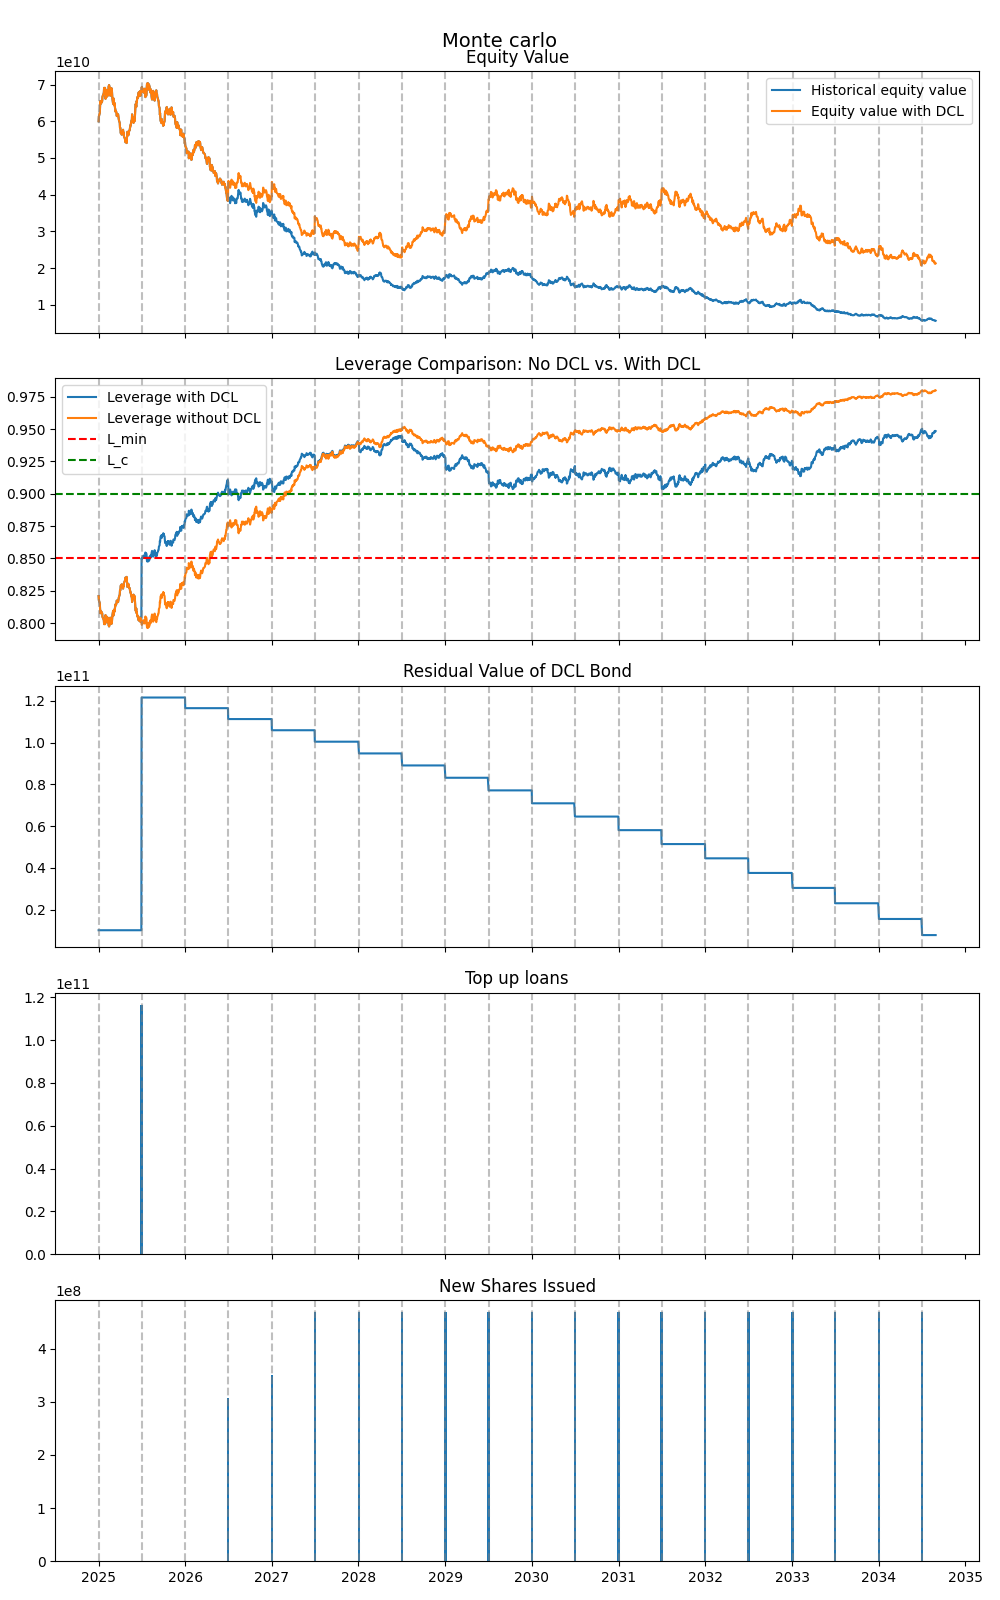 Monte carlo
Equity Value
1e10
7
6
5
4
3
2
1
Historical equity value
Equity value with DCL
Leverage Comparison: No DCL vs. With DCL
0.975
0.950
0.925
0.900
0.875
0.850
0.825
0.800
Leverage with DCL
Leverage without DCL
L_min
L_c
Residual Value of DCL Bond
1e11
1.2
1.0
0.8
0.6
0.4
0.2
Top up loans
1e11
1.2
1.0
0.8
0.6
0.4
0.2
0.0
New Shares Issued
1e8
4
3
2
1
0
2025 2026 2027 2028 2029 2030 2031 2032 2033 2034 2035